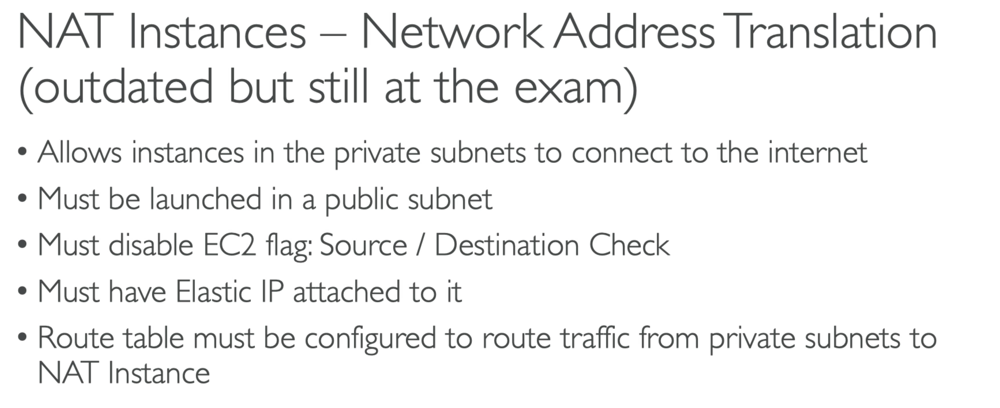 NAT Instances – Network Address Translation
(outdated but still at the exam)
• Allows instances in the private subnets to connect to the internet
• Must be launched in a public subnet
• Must disable EC2 flag: Source / Destination Check
• Must have Elastic IP attached to it
• Route table must be configured to route traffic from private subnets to
NAT Instance